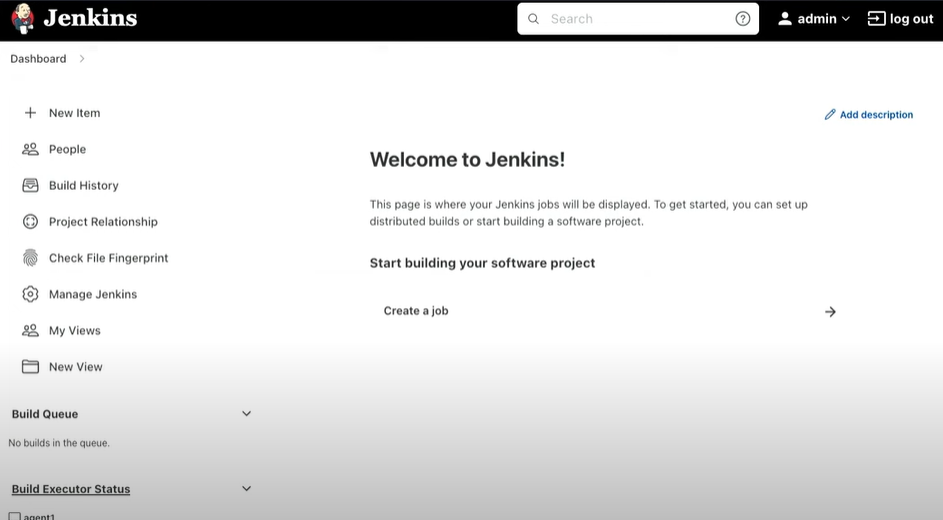 Jenkins
Search
admin
log out
Dashboard
New Item
People
Build History
Project Relationship
Check File Fingerprint
Manage Jenkins
My Views
New View
Build Queue
No builds in the queue.
Build Executor Status
agent1
Add description
Welcome to Jenkins!
This page is where your Jenkins jobs will be displayed. To get started, you can set up
distributed builds or start building a software project.
Start building your software project
Create a job